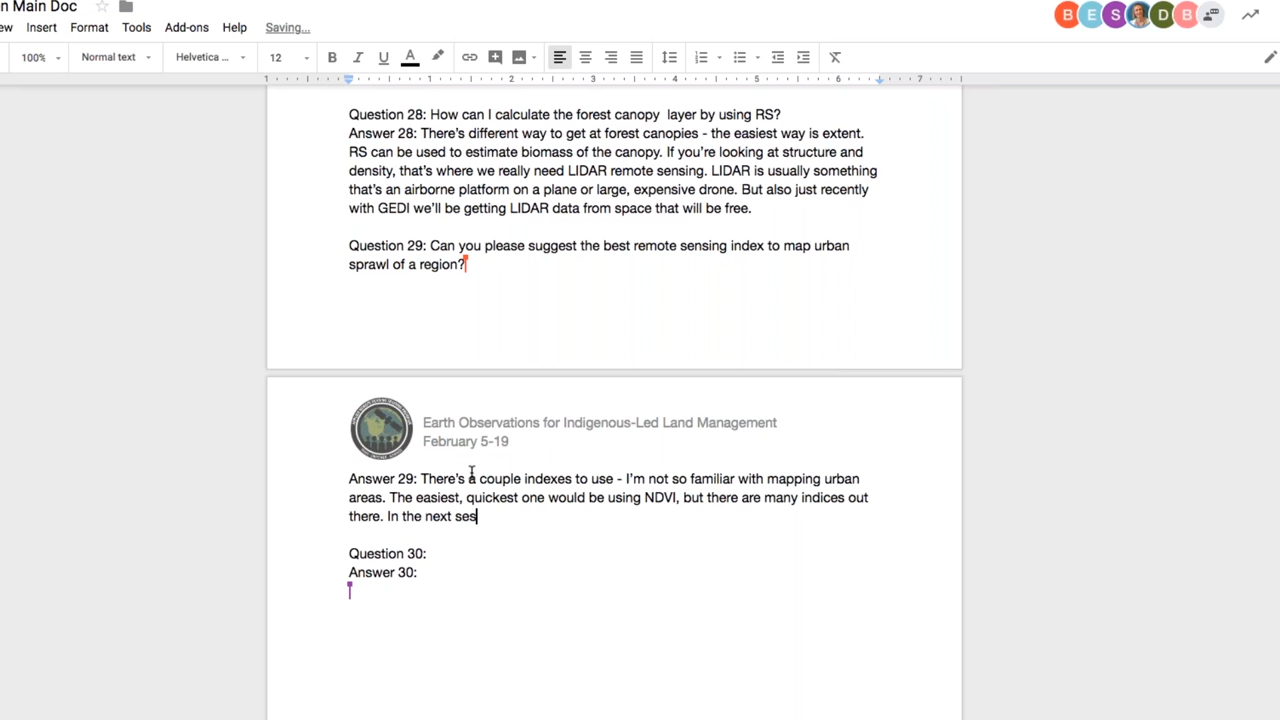 n Main Doc
B E S D B
ew Insert Format Tools Add-ons Help Saving...
100% Normal text Helvetica ... 12 B I U A
1 1 2 3 4 5 6 7
Question 28: How can I calculate the forest canopy layer by using RS?
Answer 28: There's different way to get at forest canopies - the easiest way is extent.
RS can be used to estimate biomass of the canopy. If you're looking at structure and
density, that's where we really need LIDAR remote sensing. LIDAR is usually something
that's an airborne platform on a plane or large, expensive drone. But also just recently
with GEDI we'll be getting LIDAR data from space that will be free.
Question 29: Can you please suggest the best remote sensing index to map urban
sprawl of a region?
Earth Observations for Indigenous-Led Land Management
February 5-19
Answer 29: There's a couple indexes to use - I'm not so familiar with mapping urban
areas. The easiest, quickest one would be using NDVI, but there are many indices out
there. In the next ses
Question 30:
Answer 30: